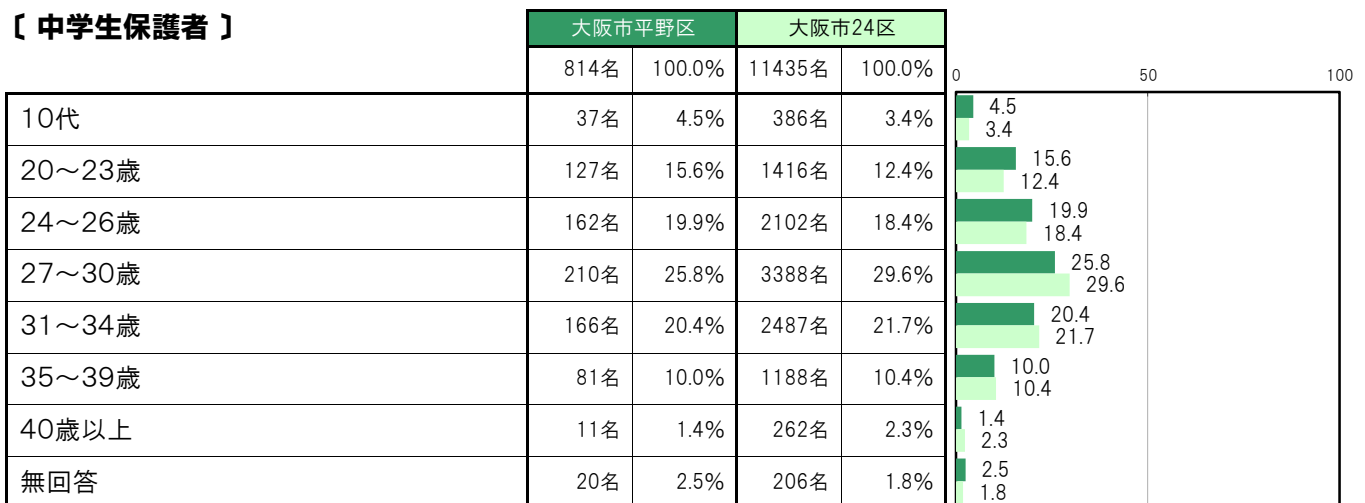 〔 中学生保護者 〕
大阪市平野区 大阪市24区
814名 100.0% 11435名 100.0%
0 50 100
10代 37名 4.5% 386名 3.4% 4.5
3.4
20～23歳 127名 15.6% 1416名 12.4% 15.6
12.4
24～26歳 162名 19.9% 2102名 18.4% 19.9
18.4
27～30歳 210名 25.8% 3388名 29.6% 25.8
29.6
31～34歳 166名 20.4% 2487名 21.7% 20.4
21.7
35～39歳 81名 10.0% 1188名 10.4% 10.0
10.4
40歳以上 11名 1.4% 262名 2.3% 1.4
2.3
無回答 20名 2.5% 206名 1.8% 2.5
1.8